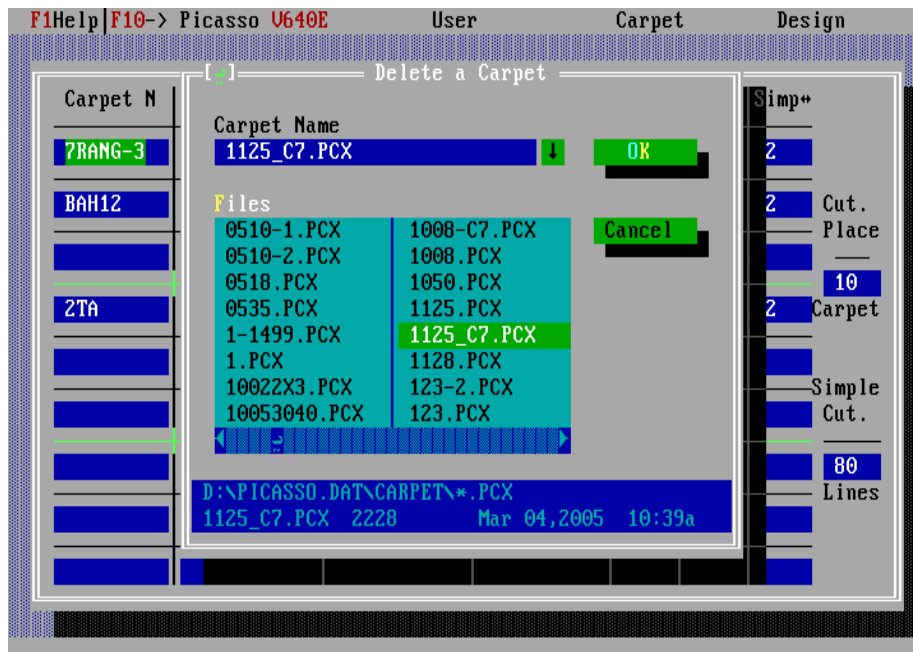 F1Help F10-> Picasso V640E User Carpet Design
Delete a Carpet
Carpet N
Simp↔
Carpet Name
7RANG-3
1125_C7.PCX ↓
OK
2
BAH12
Files
2
Cut.
0510-1.PCX 1008-C7.PCX
Cancel
Place
0510-2.PCX 1008.PCX
0518.PCX 1050.PCX
10
2TA
0535.PCX 1125.PCX
2
Carpet
1-1499.PCX 1125_C7.PCX
1.PCX 1128.PCX
10022X3.PCX 123-2.PCX
Simple
10053040.PCX 123.PCX
Cut.
80
D:\PICASSO.DAT\CARPET\*.PCX
Lines
1125_C7.PCX 2228 Mar 04,2005 10:39a